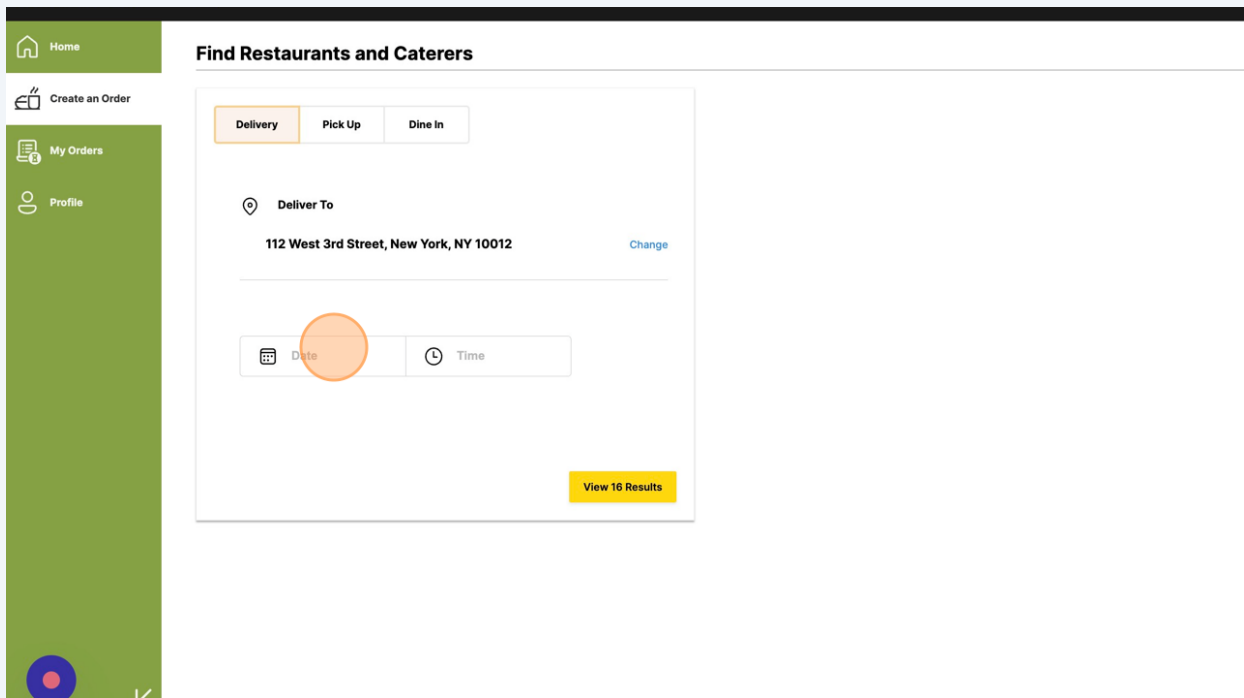 Home
Create an Order
My Orders
Profile
Find Restaurants and Caterers
Delivery Pick Up Dine In
Deliver To
112 West 3rd Street, New York, NY 10012 Change
Date Time
View 16 Results